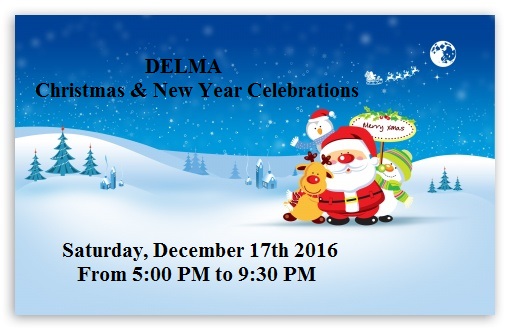 DELMA
Christmas & New Year Celebrations
Merry xmas
Saturday, December 17th 2016
From 5:00 PM to 9:30 PM